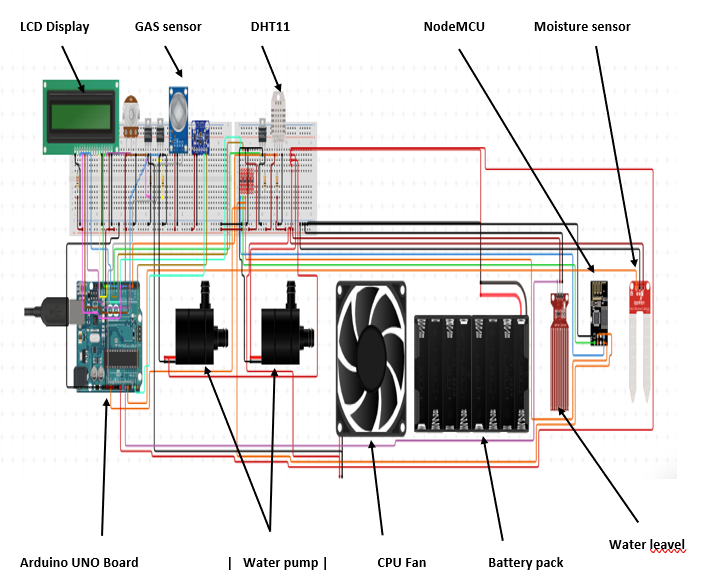 LCD Display
GAS sensor
DHT11
NodeMCU
Moisture sensor
Water leavel
Arduino UNO Board
| Water pump |
CPU Fan
Battery pack